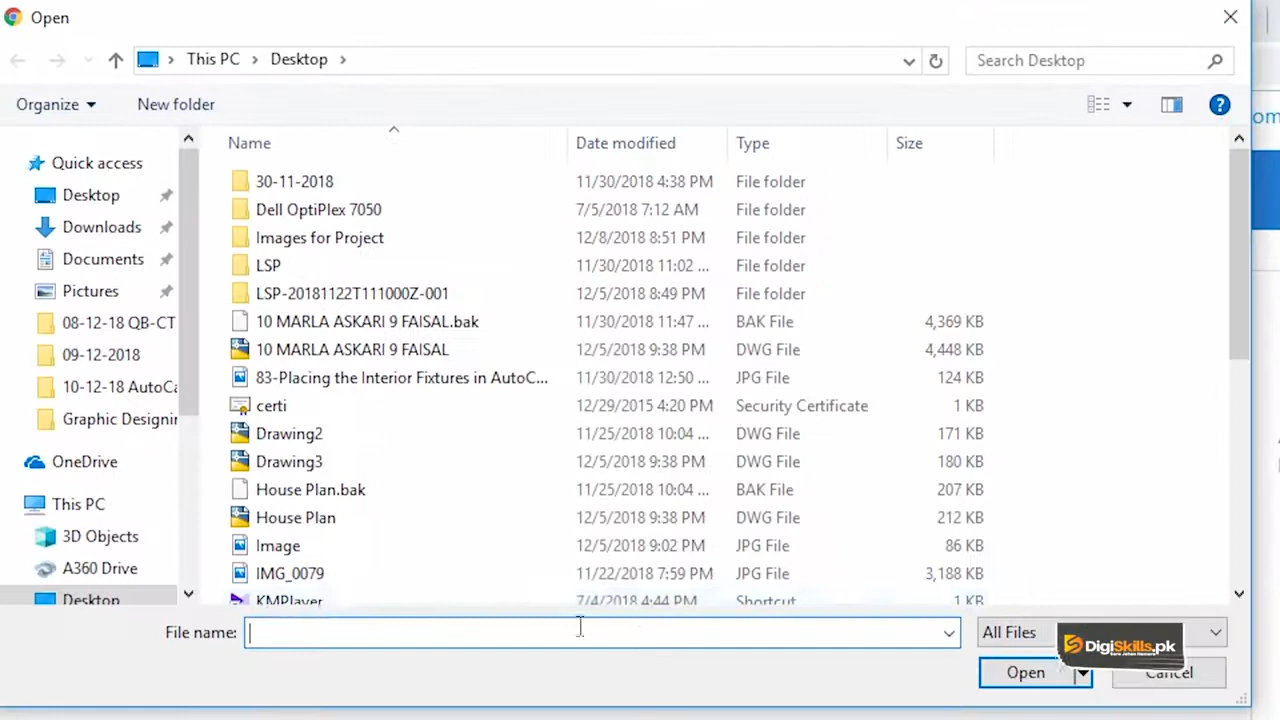 Open
This PC > Desktop >
Search Desktop
Organize
New folder
?
om
Name
Date modified
Type
Size
Quick access
Desktop
Downloads
Documents
Pictures
08-12-18 QB-CT
09-12-2018
10-12-18 AutoCa
Graphic Designin
OneDrive
This PC
3D Objects
A360 Drive
Desktop
30-11-2018 11/30/2018 4:38 PM File folder
Dell OptiPlex 7050 7/5/2018 7:12 AM File folder
Images for Project 12/8/2018 8:51 PM File folder
LSP 11/30/2018 11:02 ... File folder
LSP-20181122T111000Z-001 12/5/2018 8:49 PM File folder
10 MARLA ASKARI 9 FAISAL.bak 11/30/2018 11:47 ... BAK File 4,369 KB
10 MARLA ASKARI 9 FAISAL 12/5/2018 9:38 PM DWG File 4,448 KB
83-Placing the Interior Fixtures in AutoC... 11/30/2018 12:50 ... JPG File 124 KB
certi 12/29/2015 4:20 PM Security Certificate 1 KB
Drawing2 11/25/2018 10:04 ... DWG File 171 KB
Drawing3 12/5/2018 9:38 PM DWG File 180 KB
House Plan.bak 11/25/2018 10:04 ... BAK File 207 KB
House Plan 12/5/2018 9:38 PM DWG File 212 KB
Image 12/5/2018 9:02 PM JPG File 86 KB
IMG_0079 11/22/2018 7:59 PM JPG File 3,188 KB
KMPlayer 7/4/2018 4:44 PM Shortcut 1 KB
File name:
All Files
DigiSkills.pk
Open
Cancel